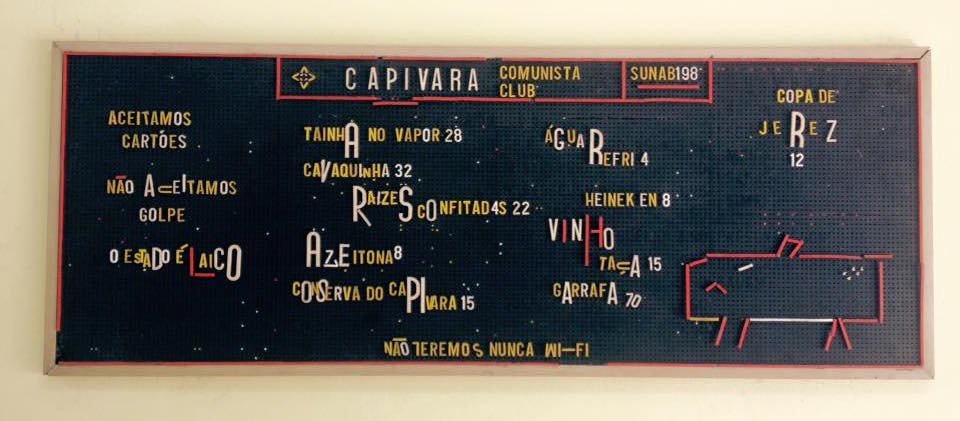 CAPIVARA
COMUNISTA
CLUB
SUNAB198
ACEITAMOS
CARTÕES
NÃO ACEITAMOS
GOLPE
O ESTADO É LAICO
TAINHA NO VAPOR 28
CAVAQUINHA 32
RAIZES CONFITAD4S 22
AZEITONA 8
CONSERVA DO CAPIVARA 15
ÁGUA REFRI 4
HEINEKEN 8
VINHO
TAÇA 15
GARRAFA 70
COPA DE
JEREZ
12
NÃO TEREMOS NUNCA WI-FI